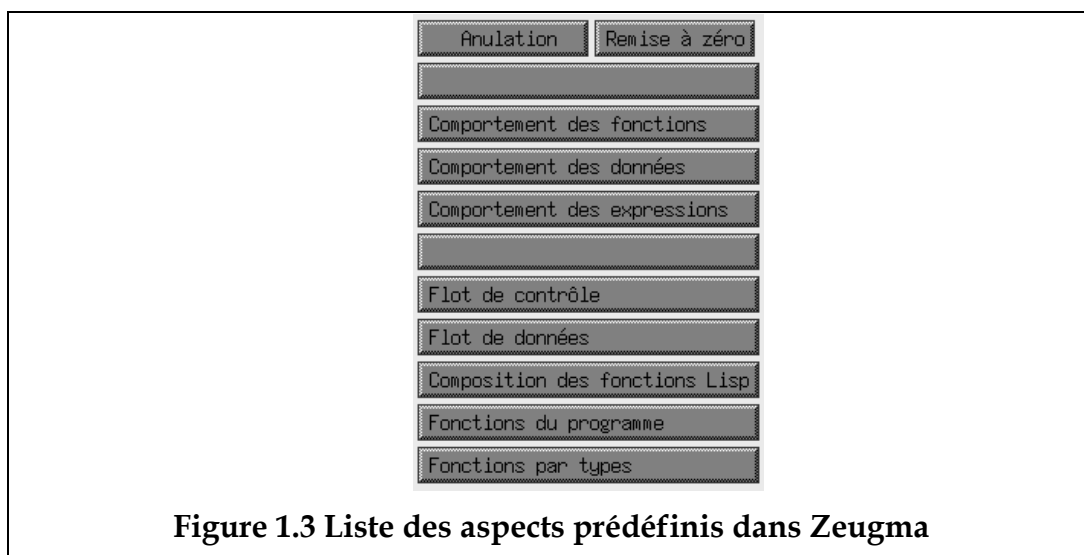 Anulation Remise à zéro
Comportement des fonctions
Comportement des données
Comportement des expressions
Flot de contrôle
Flot de données
Composition des fonctions Lisp
Fonctions du programme
Fonctions par types
Figure 1.3 Liste des aspects prédéfinis dans Zeugma